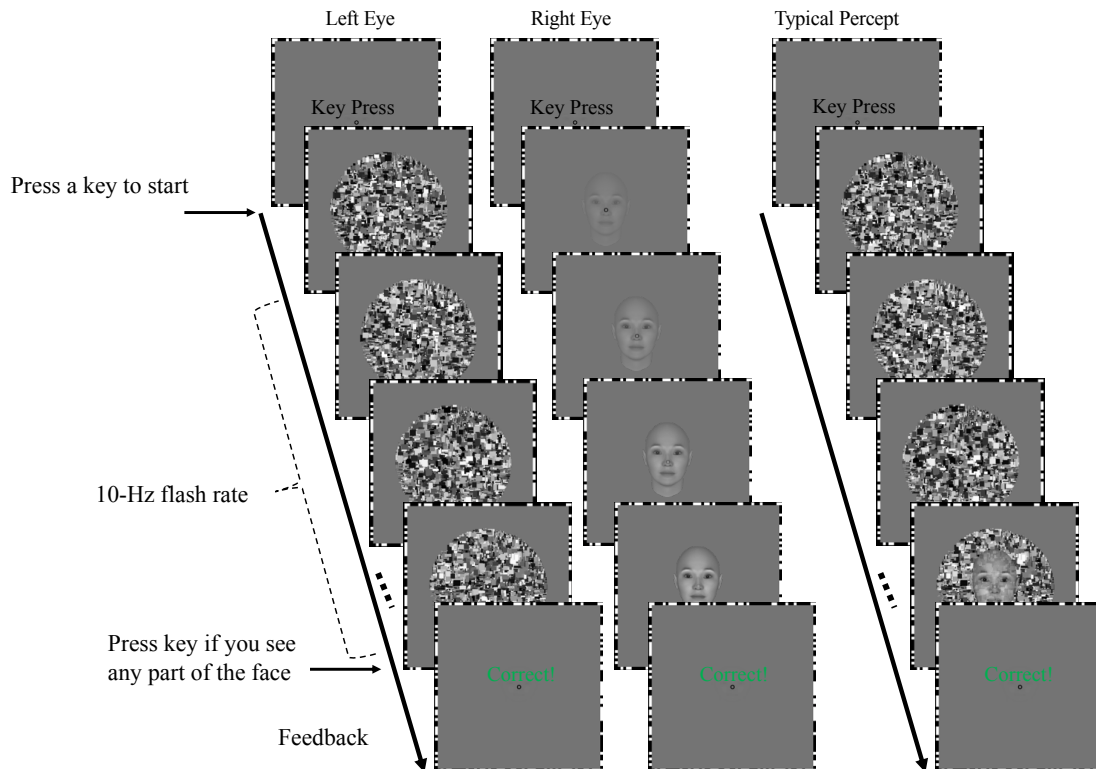 Left Eye
Right Eye
Typical Percept
Key Press
Key Press
Key Press
Press a key to start
10-Hz flash rate
Press key if you see
any part of the face
Correct!
Correct!
Correct!
Feedback